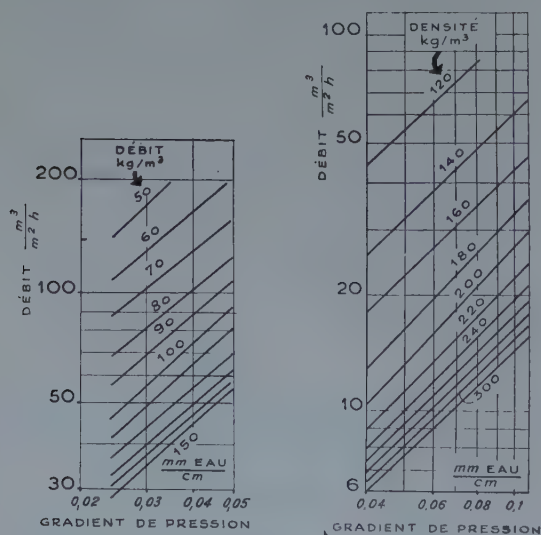 DÉBIT
kg/m³
200
100
50
30
DÉBIT m³/m² h
50
60
70
80
90
100
150
mm EAU
cm
0,02
0,03
0,04
0,05
GRADIENT DE PRESSION
DENSITÉ
kg/m³
100
50
20
10
6
DÉBIT m³/m² h
120
140
160
180
200
220
240
300
mm EAU
cm
0,04
0,06
0,08
0,1
GRADIENT DE PRESSION